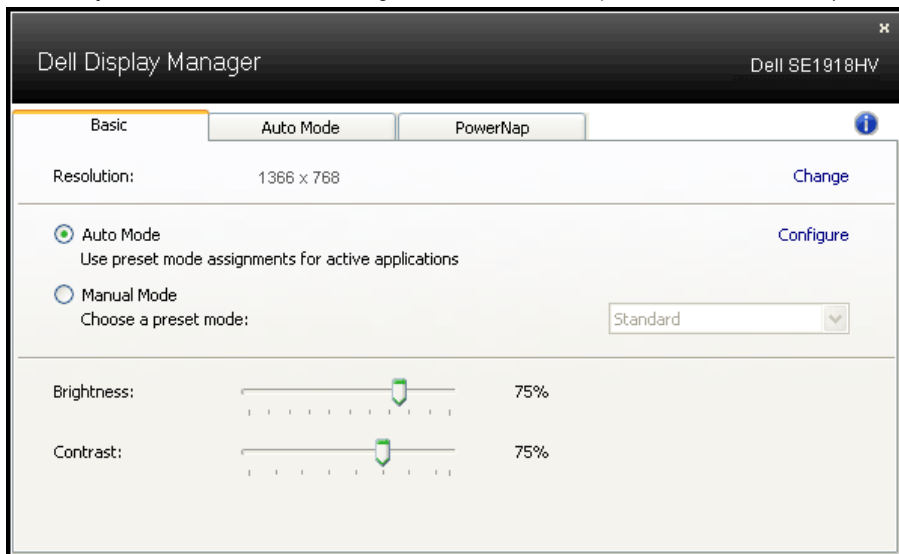 Dell Display Manager
Dell SE1918HV
Basic
Auto Mode
PowerNap
Resolution: 1366 x 768 Change
Auto Mode Configure
Use preset mode assignments for active applications
Manual Mode
Choose a preset mode: Standard
Brightness: 75%
Contrast: 75%